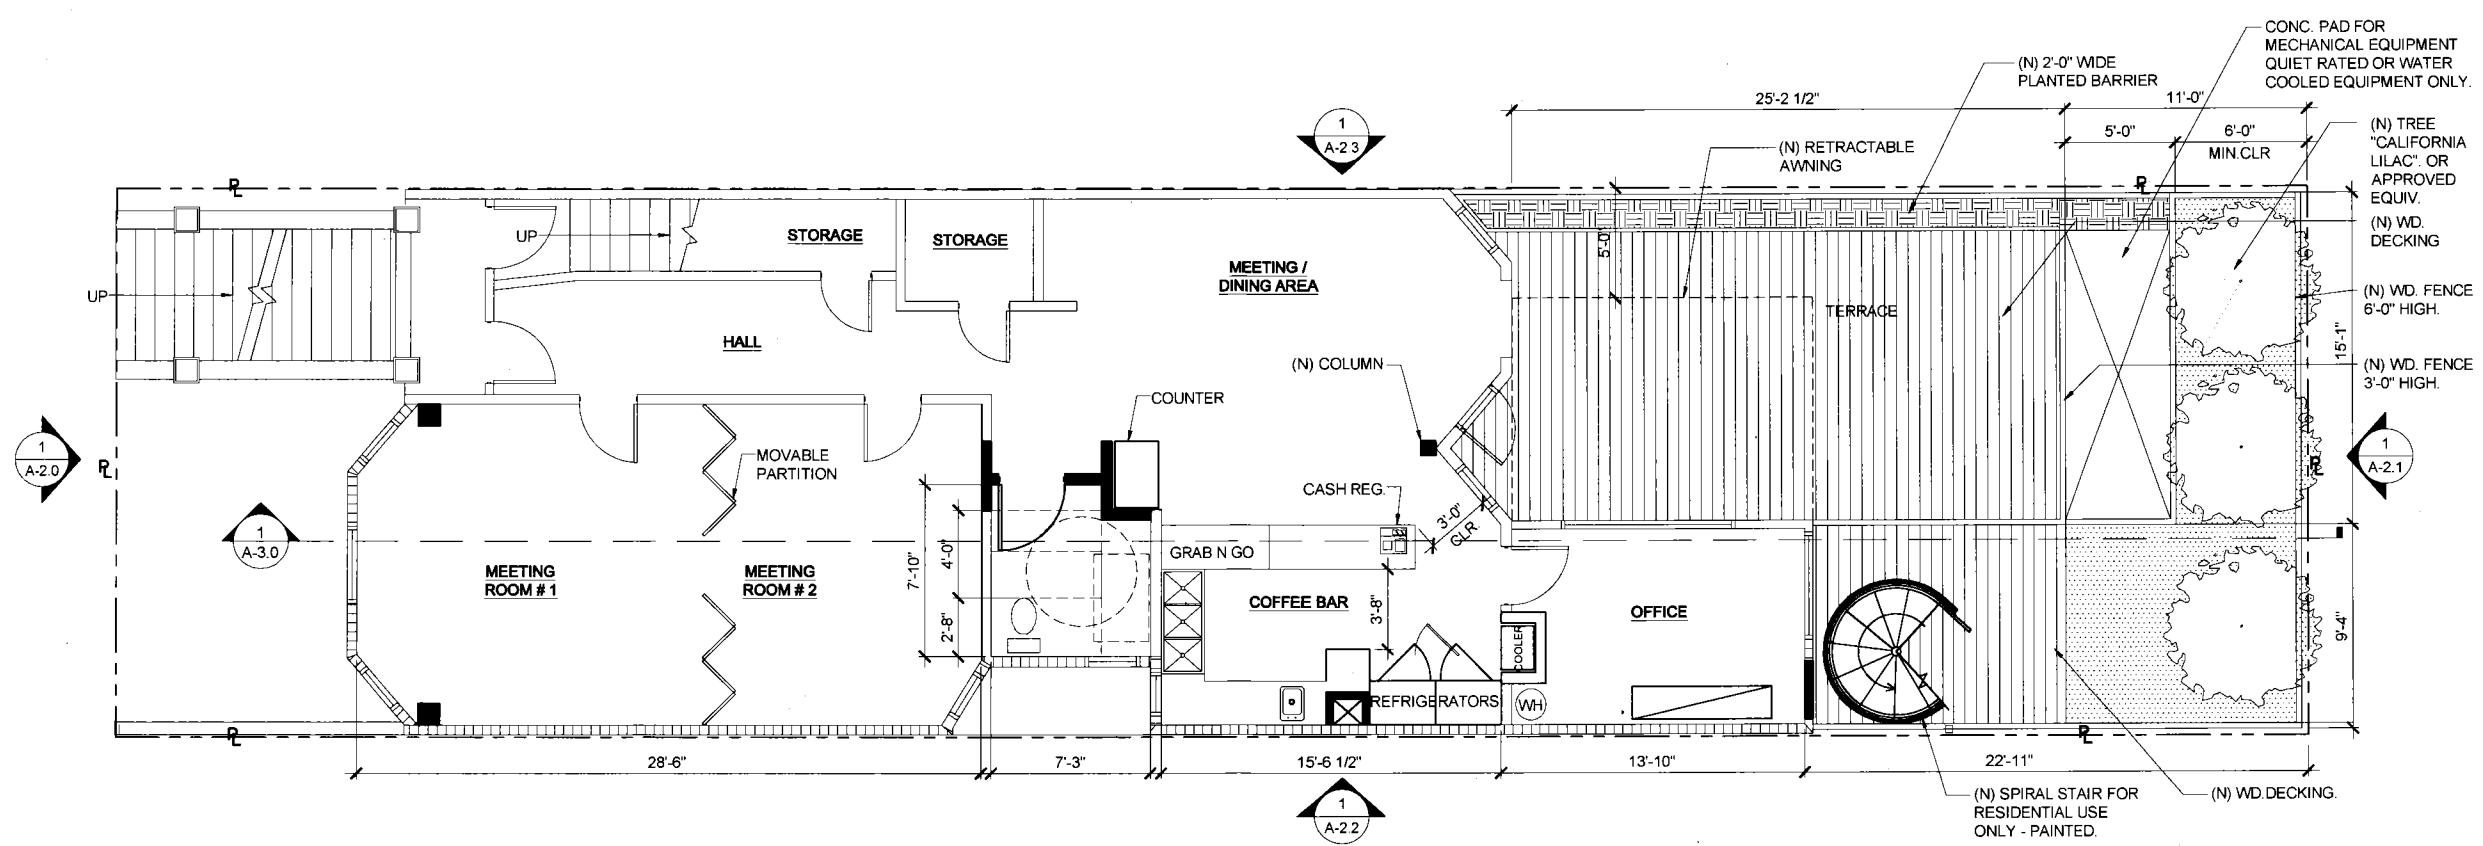 CONC. PAD FOR
MECHANICAL EQUIPMENT
QUIET RATED OR WATER
COOLED EQUIPMENT ONLY.
(N) 2'-0" WIDE
PLANTED BARRIER
25'-2 1/2"
11'-0"
5'-0"
6'-0"
MIN.CLR
(N) TREE
"CALIFORNIA
LILAC". OR
APPROVED
EQUIV.
(N) WD.
DECKING
(N) WD. FENCE
6'-0" HIGH.
15'-1"
(N) WD. FENCE
3'-0" HIGH.
1
A-2.3
(N) RETRACTABLE
AWNING
PL
PL
UP
UP
STORAGE
STORAGE
MEETING /
DINING AREA
5'-0"
TERRACE
HALL
(N) COLUMN
COUNTER
1
A-2.0
PL
MOVABLE
PARTITION
CASH REG.
3'-0"
CLR.
PL
1
A-2.1
1
A-3.0
7'-10"
4'-0"
2'-8"
GRAB N GO
MEETING
ROOM # 1
MEETING
ROOM # 2
COFFEE BAR
3'-8"
OFFICE
COOLER
9'-4"
REFRIGERATORS
WH
PL
PL
28'-6"
7'-3"
15'-6 1/2"
13'-10"
22'-11"
1
A-2.2
(N) SPIRAL STAIR FOR
RESIDENTIAL USE
ONLY - PAINTED.
(N) WD.DECKING.